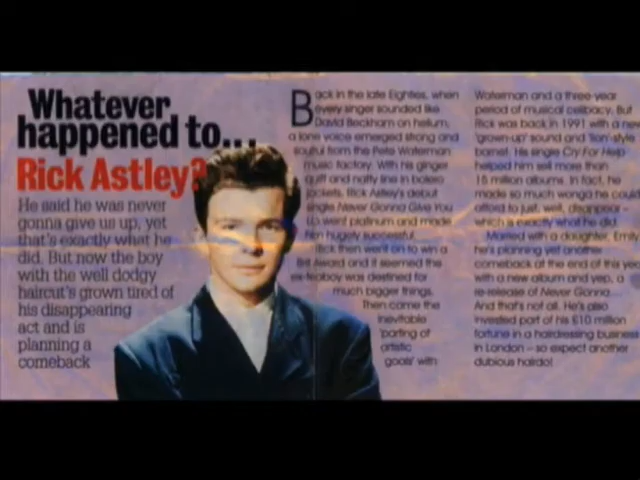 Whatever
happened to...
Rick Astley?
He said he was never
gonna give us up, yet
that's exactly what he
did. But now the boy
with the well dodgy
haircut's grown tired of
his disappearing
act and is
planning a
comeback
Back in the late Eighties, when
every singer sounded like
David Beckham on helium,
a lone voice emerged strong and
soulful from the Pete Waterman
music factory. With his ginger
quiff and natty line in bolero
jackets, Rick Astley's debut
single Never Gonna Give You
Up went platinum and made
him hugely successful.
Rick then went on to win a
Brit Award and it seemed the
ex-teaboy was destined for
much bigger things.
Then came the
inevitable
'parting of
artistic
goals' with
Waterman and a three-year
period of musical celibacy. But
Rick was back in 1991 with a new
'grown-up' sound and 'lion'-style
barnet. His single Cry For Help
helped him sell more than
15 million albums. In fact, he
made so much wonga he could
afford to just, well, disappear –
which is exactly what he did.
Married with a daughter, Emily,
he's planning yet another
comeback at the end of this year
with a new album and yep, a
re-release of Never Gonna...
And that's not all. He's also
invested part of his £10 million
fortune in a hairdressing business
in London – so expect another
dubious hairdo!